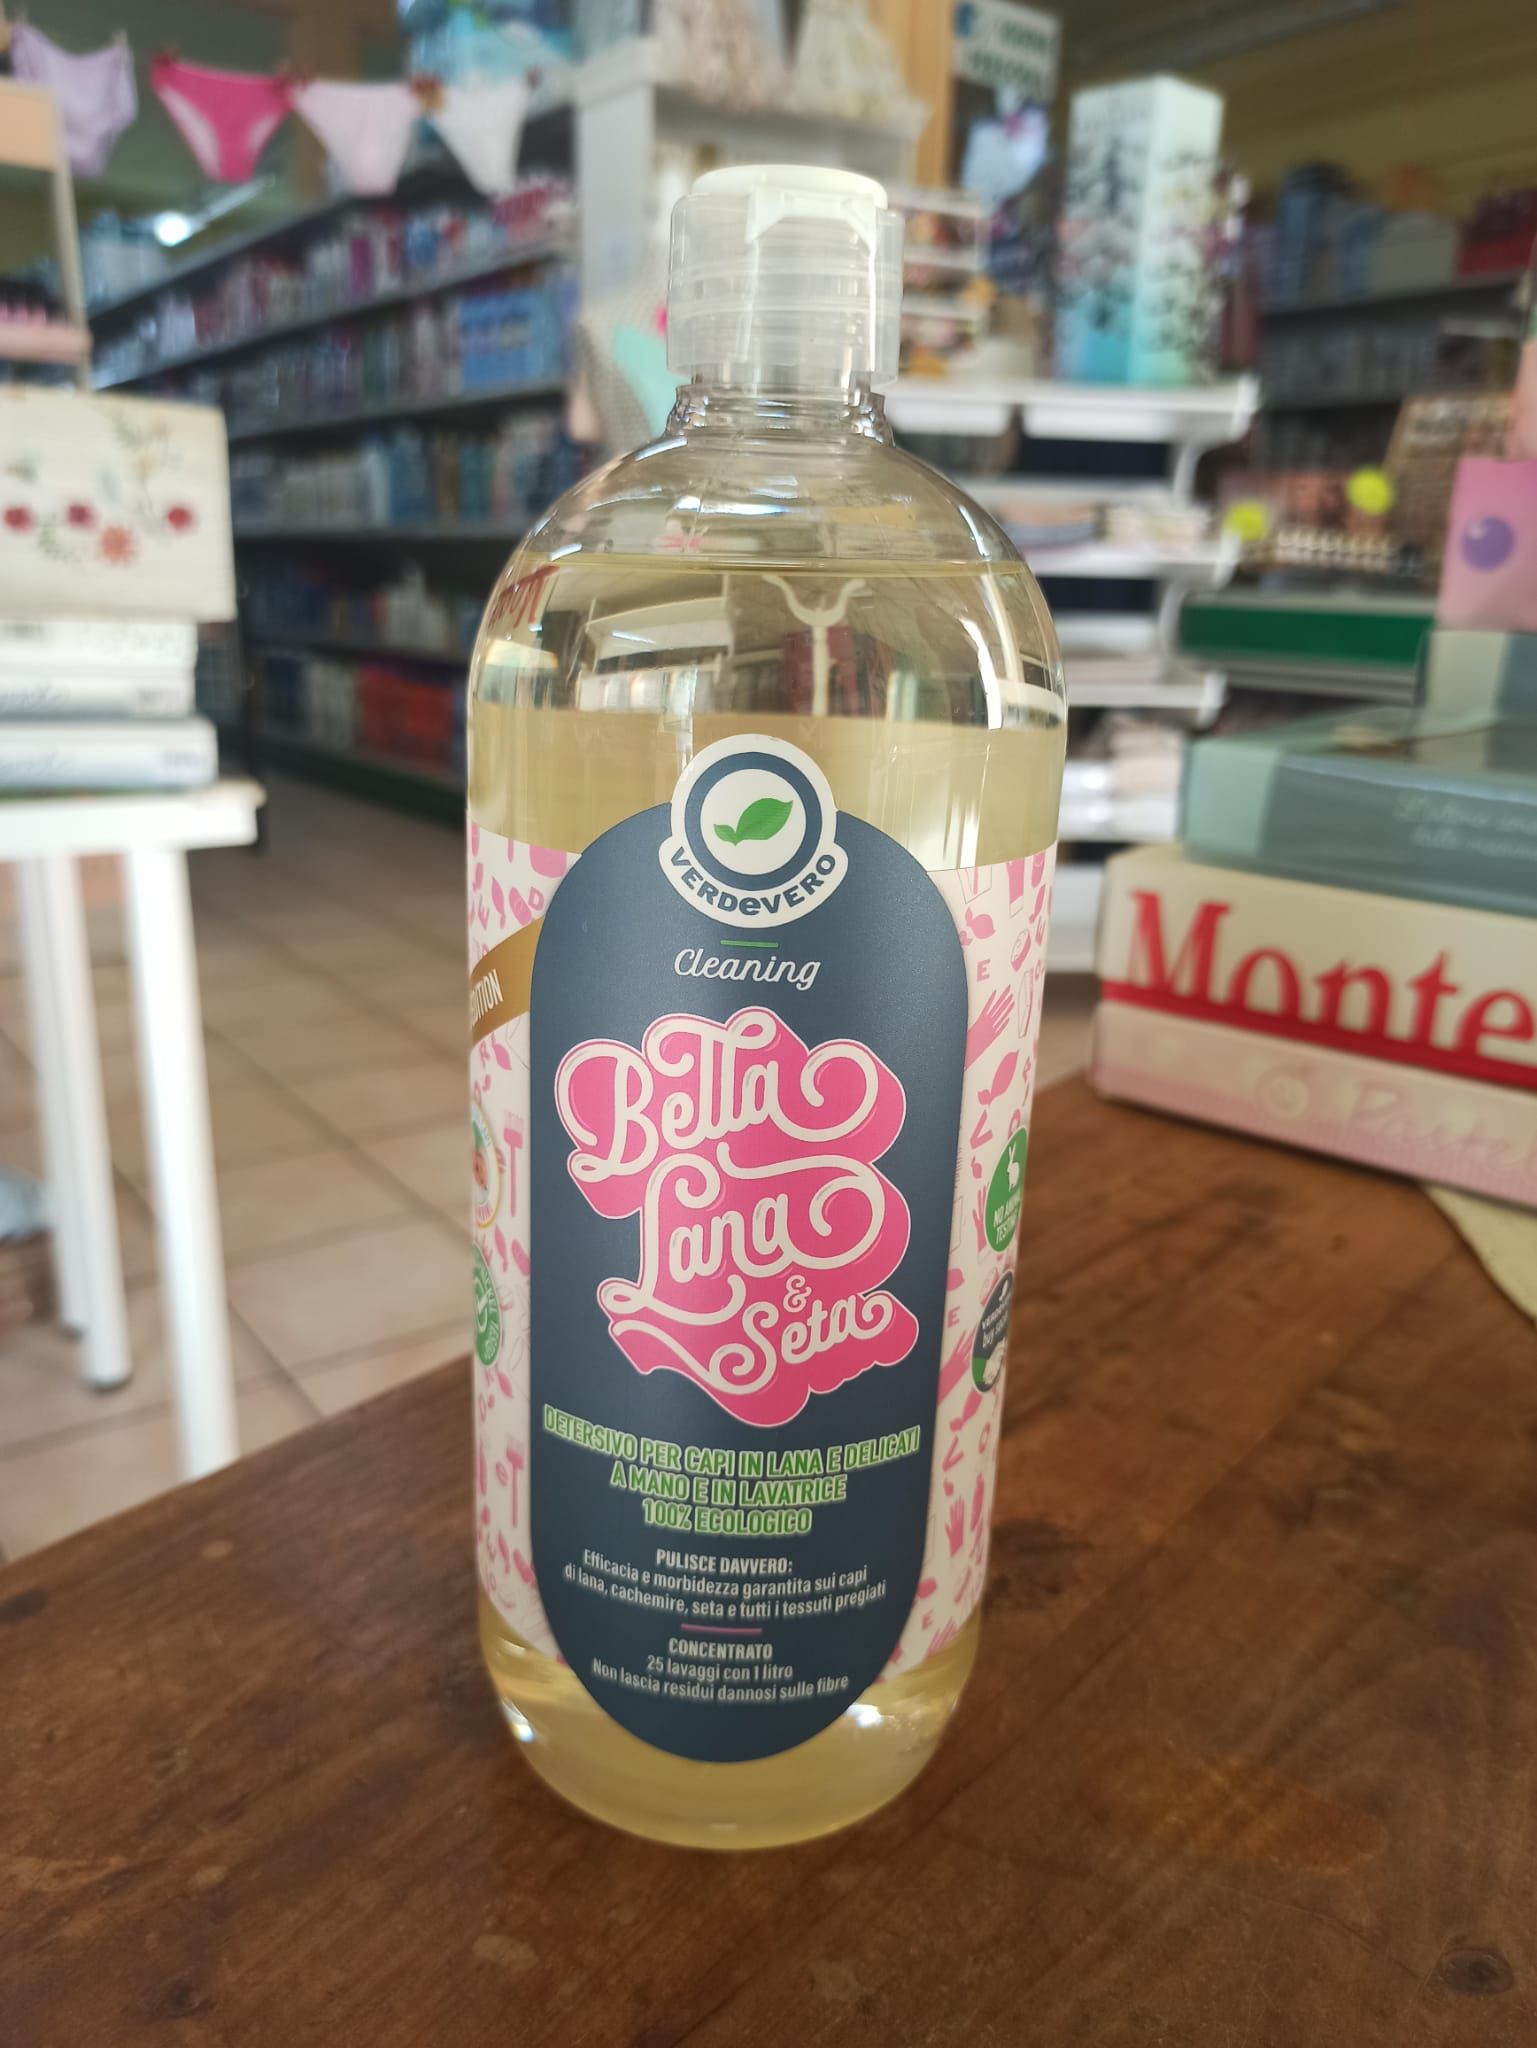 VERDEVERO
Cleaning
Bella
Lana
&
Seta
DETERSIVO PER CAPI IN LANA E DELICATI
A MANO E IN LAVATRICE
100% ECOLOGICO
PULISCE DAVVERO:
Efficacia e morbidezza garantita sui capi
di lana, cachemire, seta e tutti i tessuti pregiati
CONCENTRATO
25 lavaggi con 1 litro
Non lascia residui dannosi sulle fibre
EDITION
Monte